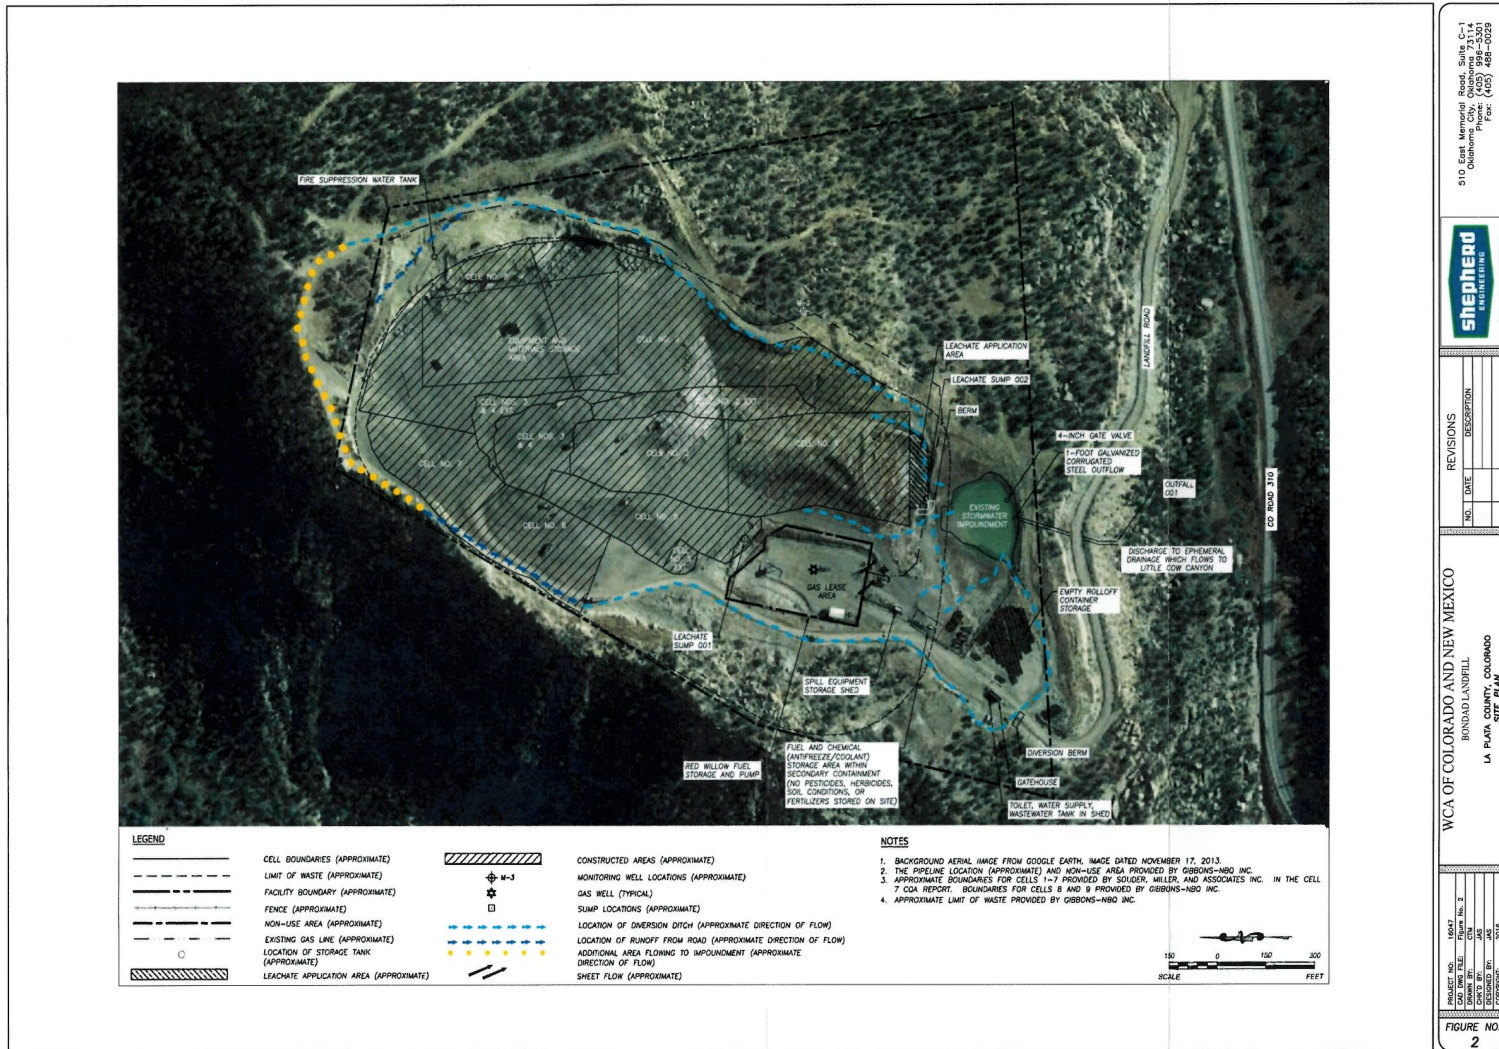 FIRE SUPPRESSION WATER TANK
CELL NO. 8
EQUIPMENT AND
MATERIALS STORAGE
AREA
CELL NOS. 3
& 4 EXT.
CELL NOS. 3
& 4
CELL NO. 7
CELL NO. 6
CELL NO. 5
LEACHATE APPLICATION
AREA
LEACHATE SUMP 002
BERM
4-INCH GATE VALVE
1-FOOT GALVANIZED
CORRUGATED
STEEL OUTFLOW
OUTFALL
001
LANDFILL ROAD
CO ROAD 310
EXISTING
STORMWATER
IMPOUNDMENT
DISCHARGE TO EPHEMERAL
DRAINAGE WHICH FLOWS TO
LITTLE COW CANYON
GAS LEASE
AREA
EMPTY ROLLOFF
CONTAINER
STORAGE
LEACHATE
SUMP 001
SPILL EQUIPMENT
STORAGE SHED
RED WILLOW FUEL
STORAGE AND PUMP
FUEL AND CHEMICAL
(ANTIFREEZE/COOLANT)
STORAGE AREA WITHIN
SECONDARY CONTAINMENT
(NO PESTICIDES, HERBICIDES,
SOIL CONDITIONS, OR
FERTILIZERS STORED ON SITE)
DIVERSION BERM
GATEHOUSE
TOILET, WATER SUPPLY,
WASTEWATER TANK IN SHED
LEGEND
CELL BOUNDARIES (APPROXIMATE)
LIMIT OF WASTE (APPROXIMATE)
FACILITY BOUNDARY (APPROXIMATE)
FENCE (APPROXIMATE)
NON-USE AREA (APPROXIMATE)
EXISTING GAS LINE (APPROXIMATE)
LOCATION OF STORAGE TANK
(APPROXIMATE)
LEACHATE APPLICATION AREA (APPROXIMATE)
CONSTRUCTED AREAS (APPROXIMATE)
M-3
MONITORING WELL LOCATIONS (APPROXIMATE)
GAS WELL (TYPICAL)
SUMP LOCATIONS (APPROXIMATE)
LOCATION OF DIVERSION DITCH (APPROXIMATE DIRECTION OF FLOW)
LOCATION OF RUNOFF FROM ROAD (APPROXIMATE DIRECTION OF FLOW)
ADDITIONAL AREA FLOWING TO IMPOUNDMENT (APPROXIMATE
DIRECTION OF FLOW)
SHEET FLOW (APPROXIMATE)
NOTES
1. BACKGROUND AERIAL IMAGE FROM GOOGLE EARTH, IMAGE DATED NOVEMBER 17, 2013.
2. THE PIPELINE LOCATION (APPROXIMATE) AND NON-USE AREA PROVIDED BY GIBBONS-NBQ INC.
3. APPROXIMATE BOUNDARIES FOR CELLS 1-7 PROVIDED BY SOUDER, MILLER, AND ASSOCIATES INC. IN THE CELL
7 CQA REPORT. BOUNDARIES FOR CELLS 8 AND 9 PROVIDED BY GIBBONS-NBQ INC.
4. APPROXIMATE LIMIT OF WASTE PROVIDED BY GIBBONS-NBQ INC.
150 0 150 300
SCALE FEET
510 East Memorial Road, Suite C-1
Oklahoma City, Oklahoma 73114
Phone: (405) 996-5301
Fax: (405) 488-0029
shepherd
ENGINEERING
REVISIONS
NO. DATE DESCRIPTION
WCA OF COLORADO AND NEW MEXICO
BONDAD LANDFILL
LA PLATA COUNTY, COLORADO
SITE PLAN
PROJECT NO: 16047
CAD DWG FILE: Figure No. 2
DRAWN BY: CTM
CHK'D BY: JAS
DESIGNED BY: JAS
FIGURE NO.
2